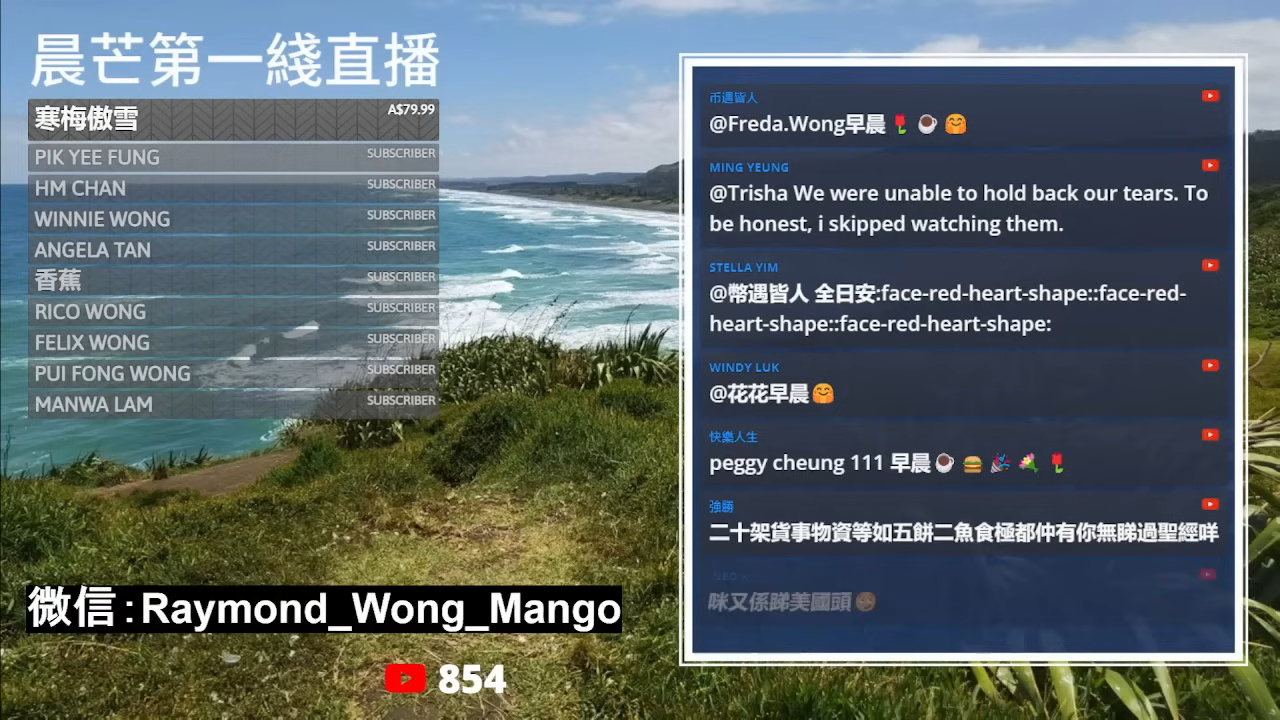 晨芒第一綫直播
寒梅傲雪 A$79.99
PIK YEE FUNG SUBSCRIBER
HM CHAN SUBSCRIBER
WINNIE WONG SUBSCRIBER
ANGELA TAN SUBSCRIBER
香蕉 SUBSCRIBER
RICO WONG SUBSCRIBER
FELIX WONG SUBSCRIBER
PUI FONG WONG SUBSCRIBER
MANWA LAM SUBSCRIBER
微信:Raymond_Wong_Mango
854
币遇皆人
@Freda.Wong早晨🌷☕🤗
MING YEUNG
@Trisha We were unable to hold back our tears. To
be honest, i skipped watching them.
STELLA YIM
@幣遇皆人 全日安:face-red-heart-shape::face-red-
heart-shape::face-red-heart-shape:
WINDY LUK
@花花早晨🤗
快樂人生
peggy cheung 111 早晨☕🍔🎉💐🌷
強勝
二十架貨車物資等如五餅二魚食極都仲有你無睇過聖經咩
咪又係睇美國頭